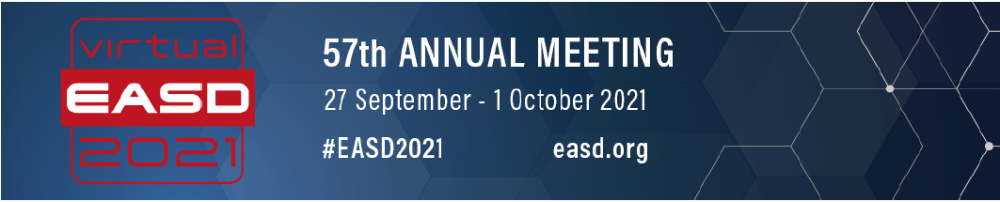 virtual
EASD
2021
57th ANNUAL MEETING
27 September - 1 October 2021
#EASD2021 easd.org